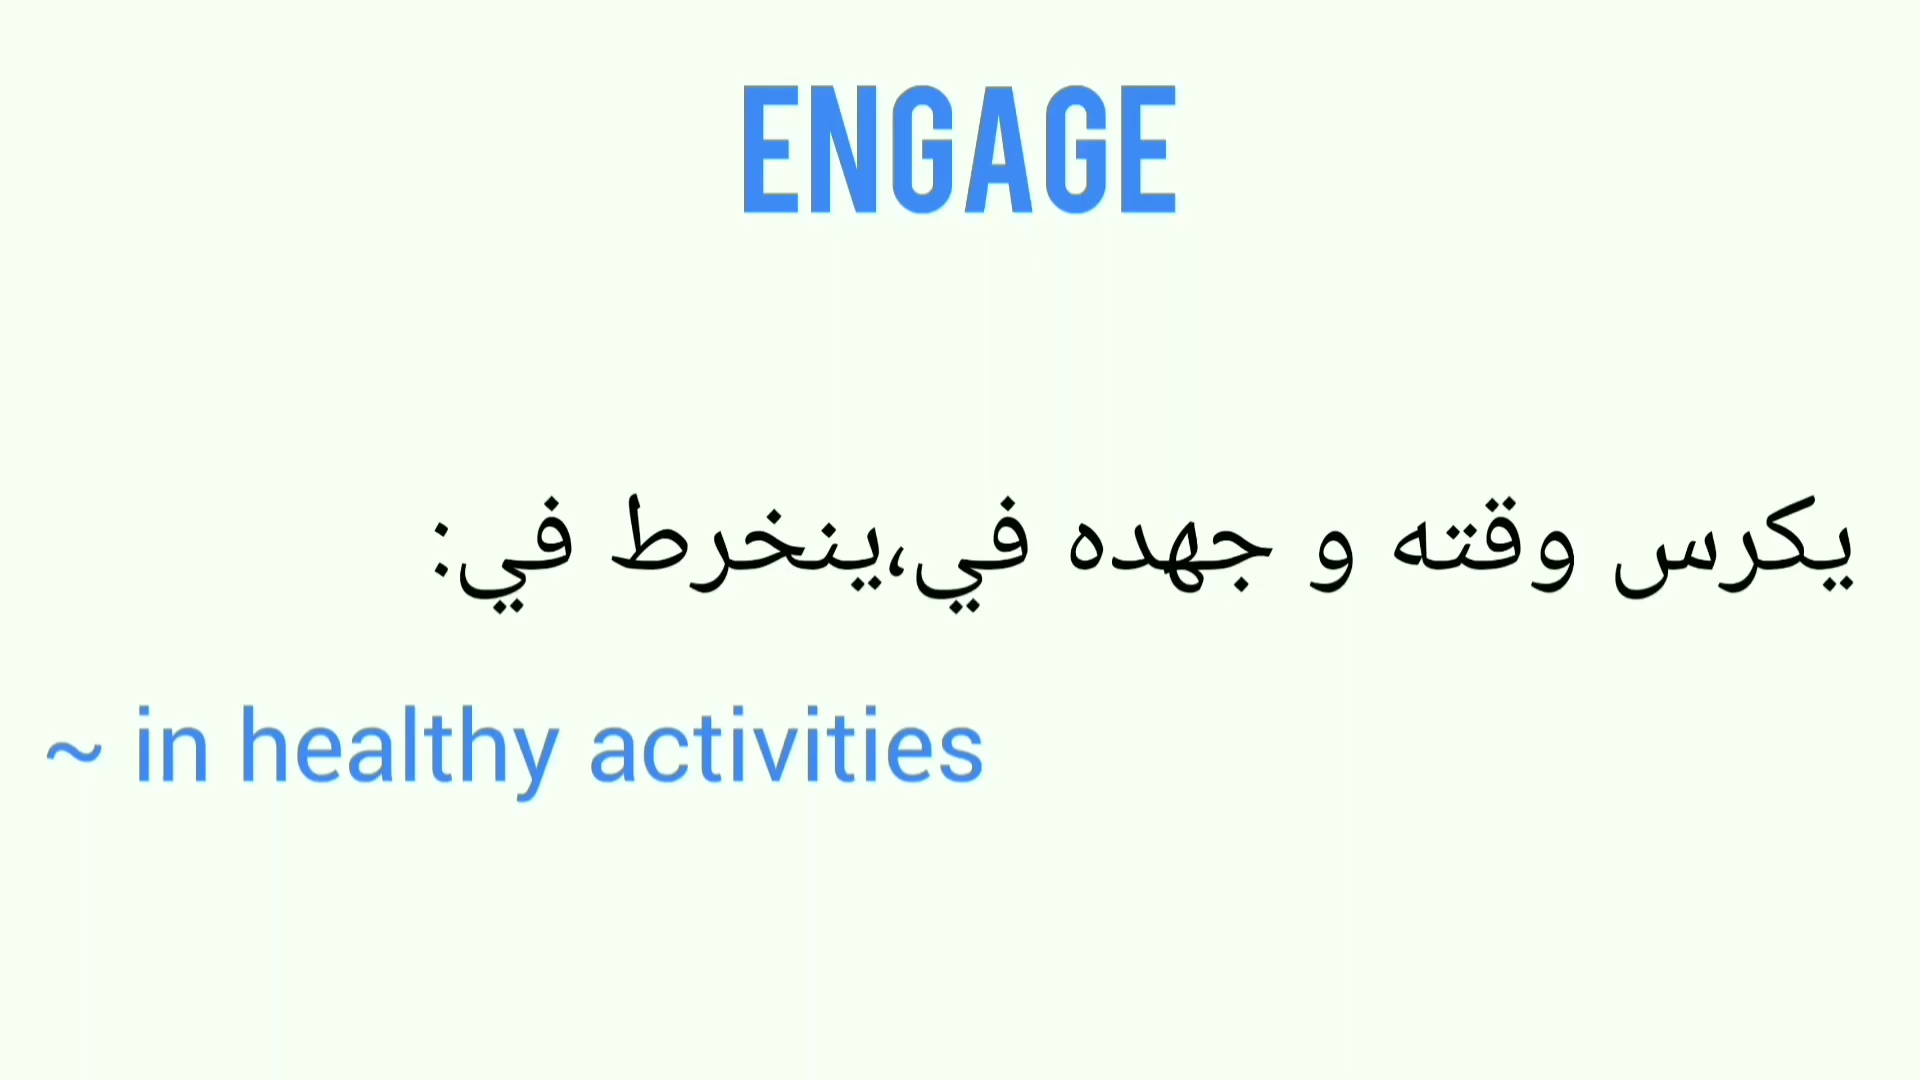 ENGAGE
يكرس وقته و جهده في،ينخرط في:
~ in healthy activities